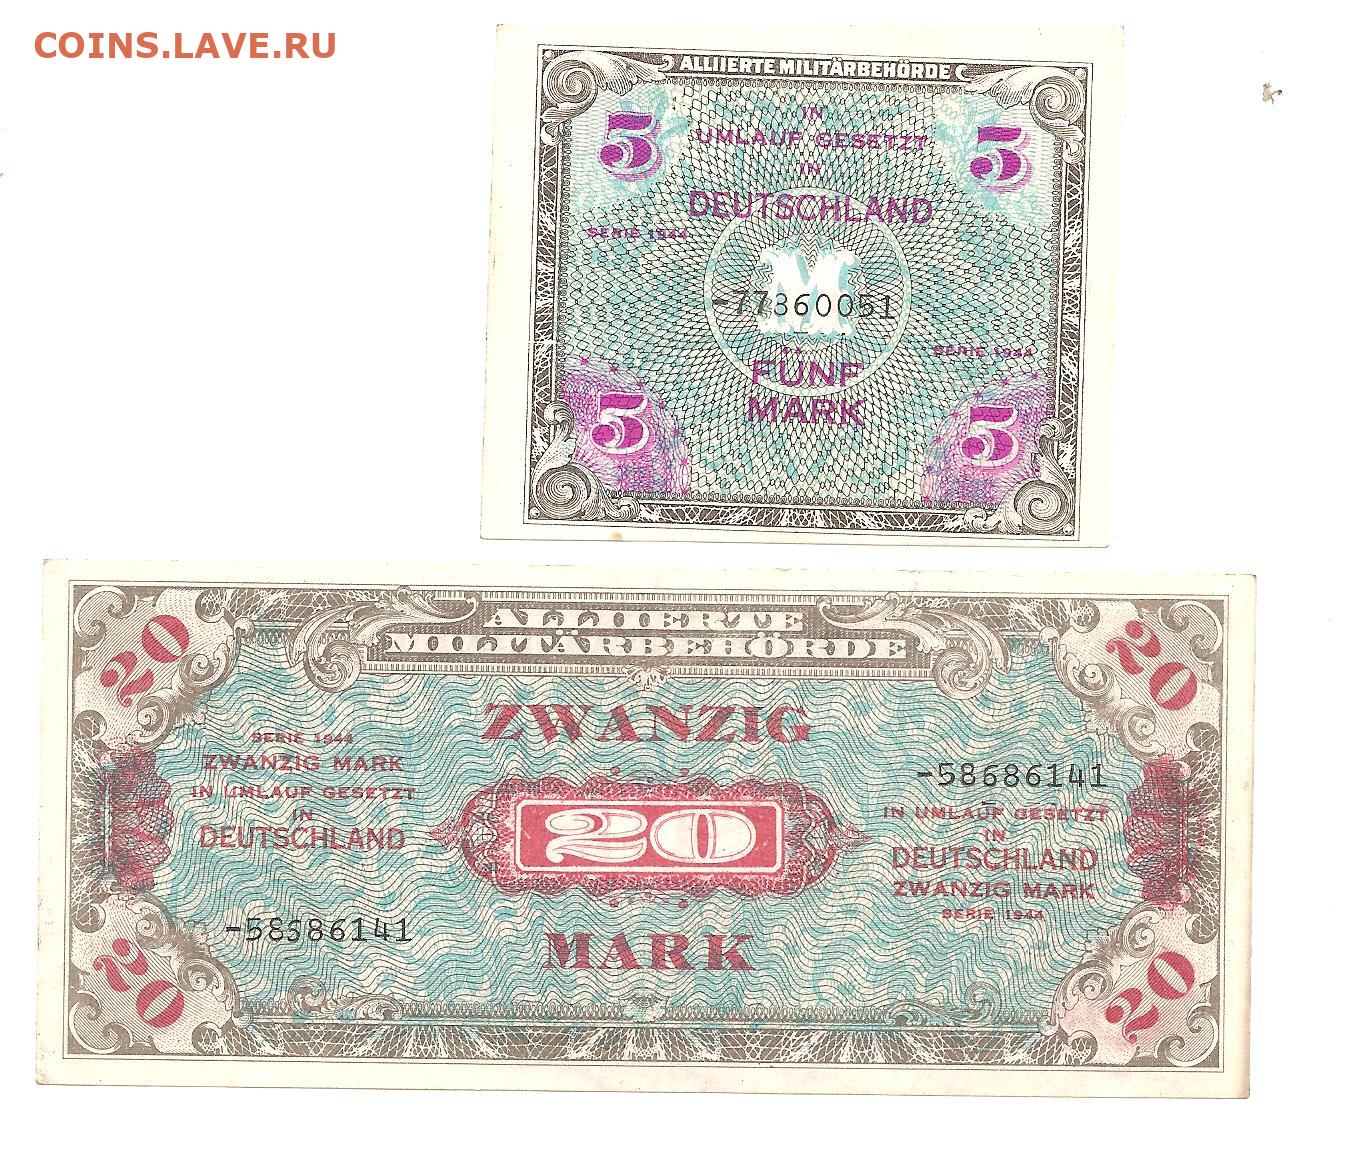 COINS.LAVE.RU
ALLIIERTE MILITÄRBEHÖRDE
5 5
IN
UMLAUF GESETZT
IN
DEUTSCHLAND
SERIE 1944
M
-77360051
SERIE 1944
FÜNF
MARK
5 5
ALLIIERTE
MILITÄRBEHÖRDE
20 20
ZWANZIG
SERIE 1944
ZWANZIG MARK
IN UMLAUF GESETZT
IN
DEUTSCHLAND
-58686141
20
-58686141
IN UMLAUF GESETZT
IN
DEUTSCHLAND
ZWANZIG MARK
SERIE 1944
MARK
20 20